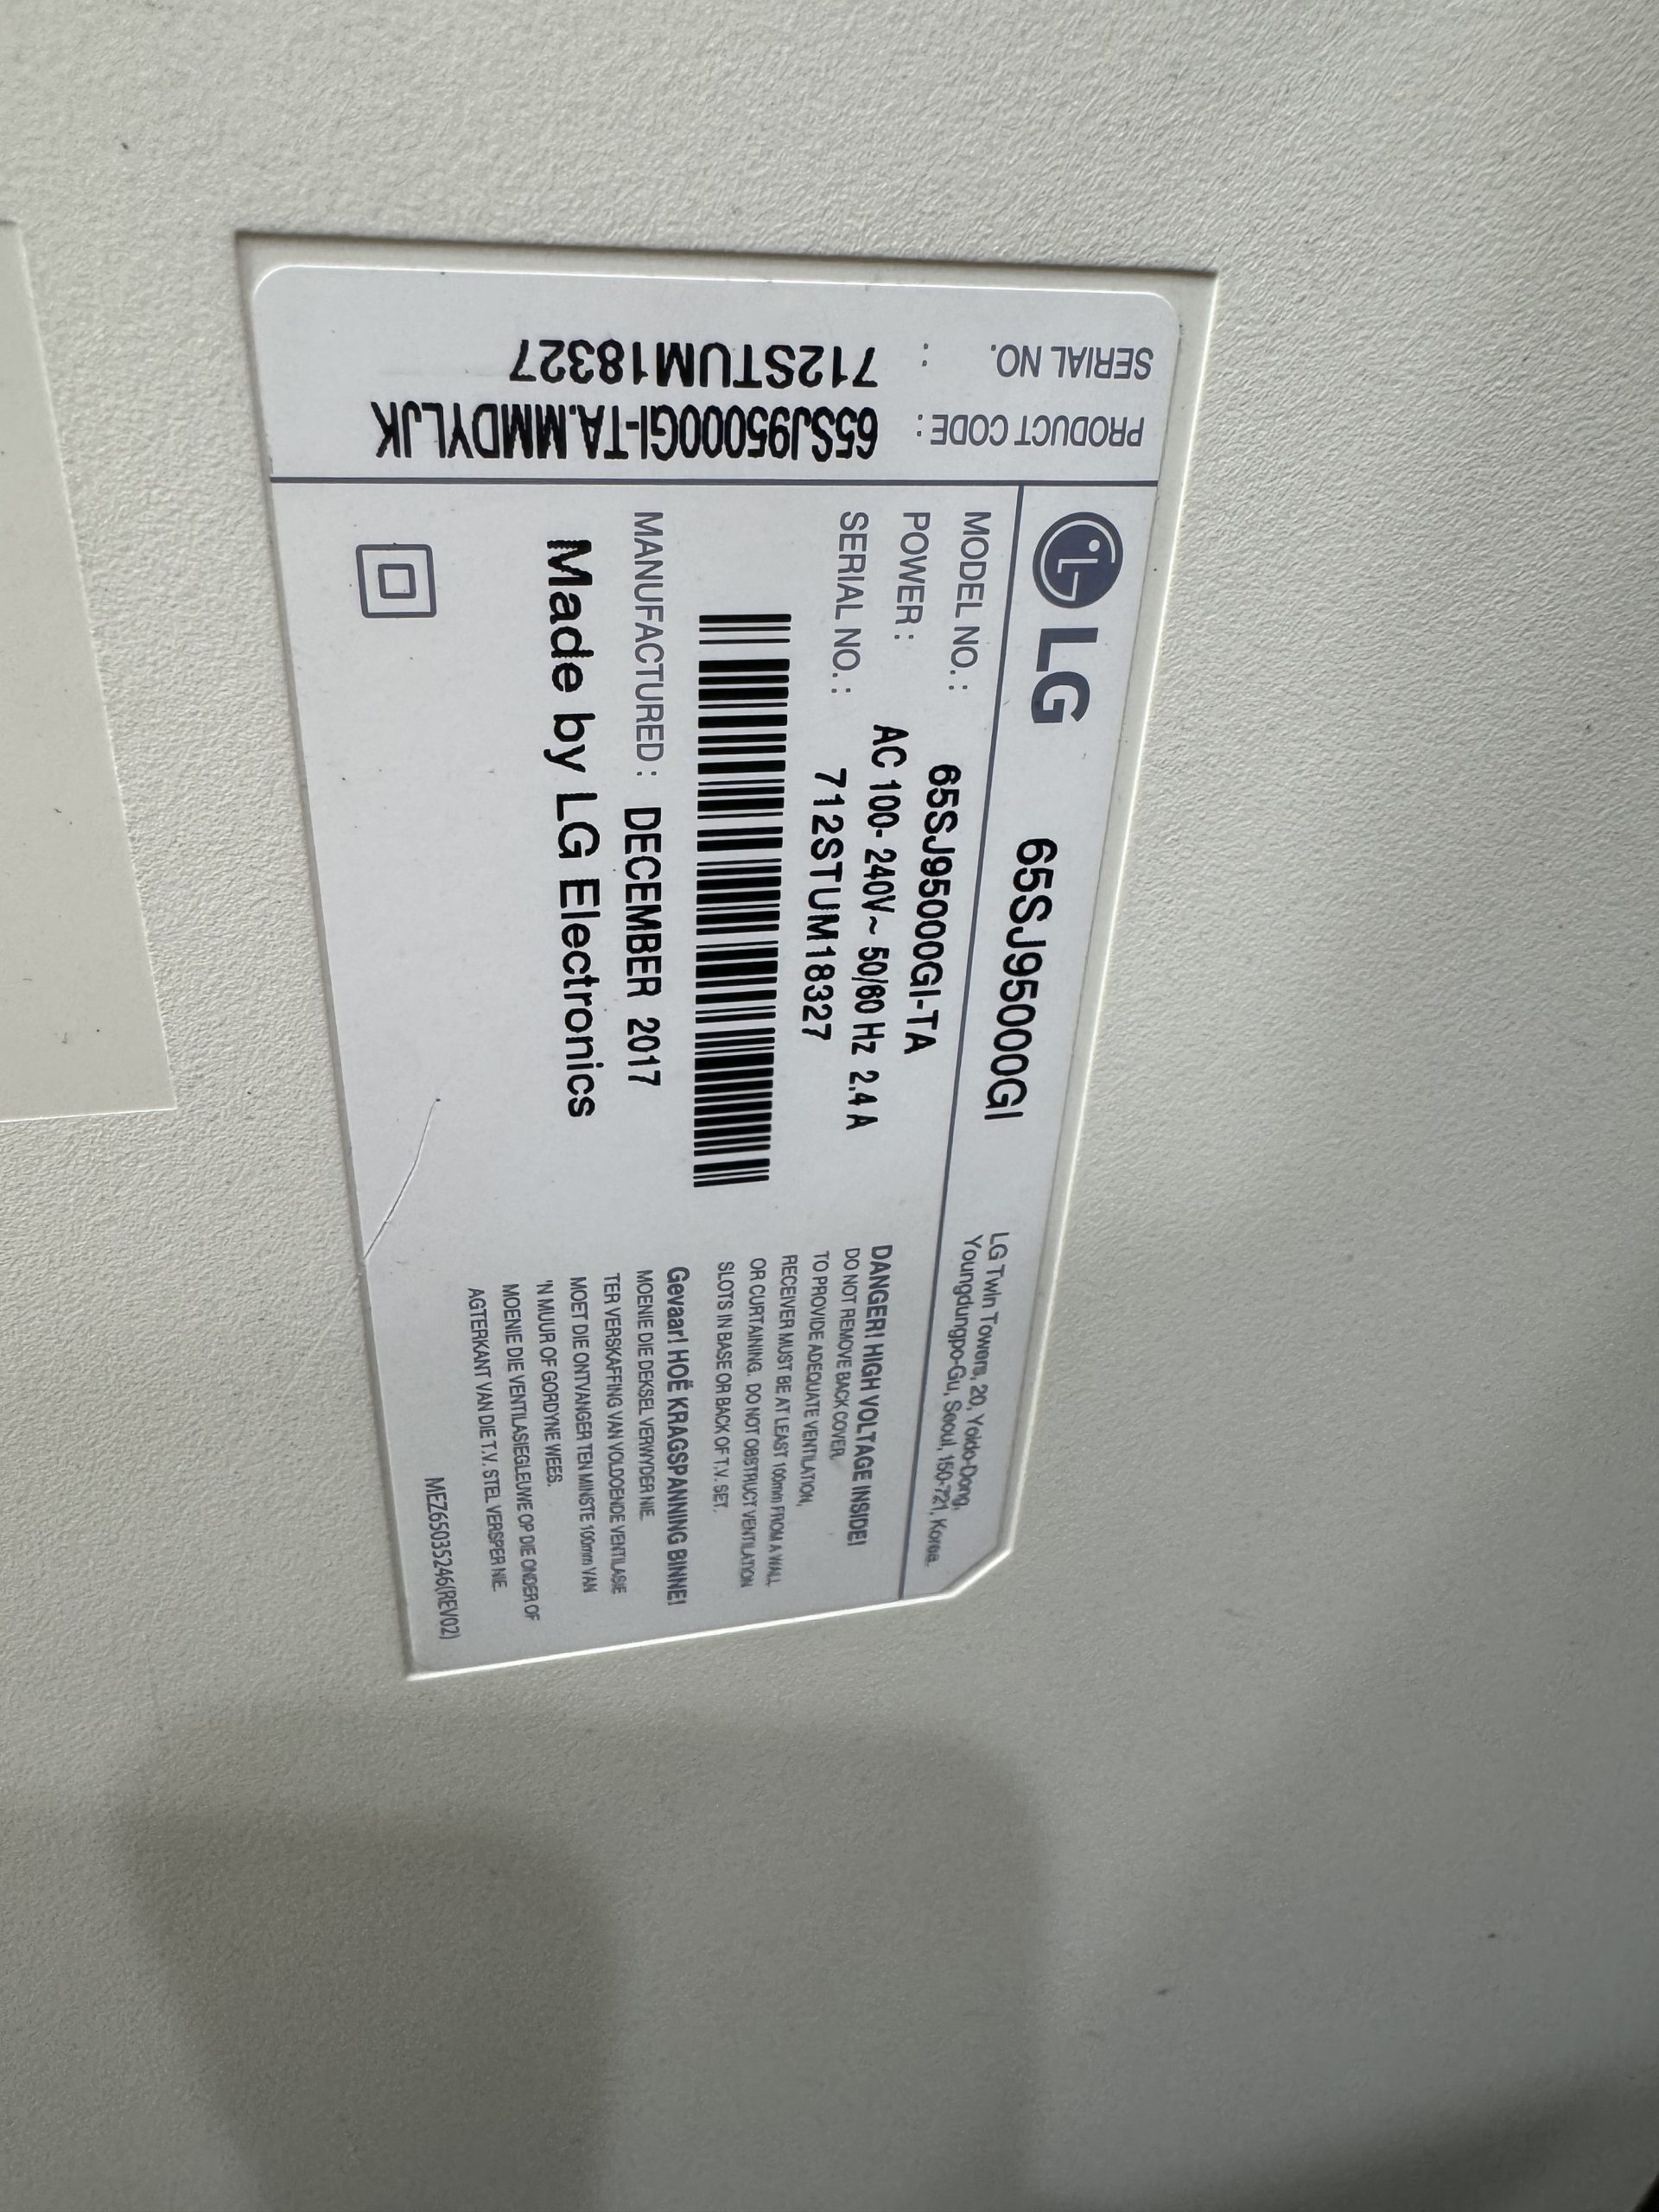 SERIAL NO. : 712STUM18327
PRODUCT CODE : 65SJ95000GI-TA.MMDYLJK
LG 65SJ95000GI
LG Twin Towers, 20, Yoido-Dong,
Youngdungpo-Gu, Seoul, 150-721, Korea.
MODEL NO. : 65SJ95000GI-TA
POWER : AC 100- 240V~ 50/60 Hz 2.4 A
SERIAL NO. : 712STUM18327
MANUFACTURED : DECEMBER 2017
Made by LG Electronics
DANGER! HIGH VOLTAGE INSIDE!
DO NOT REMOVE BACK COVER.
TO PROVIDE ADEQUATE VENTILATION,
RECEIVER MUST BE AT LEAST 100mm FROM A WALL
OR CURTAINING. DO NOT OBSTRUCT VENTILATION
SLOTS IN BASE OR BACK OF T.V. SET.
Gevaar! HOË KRAGSPANNING BINNE!
MOENIE DIE DEKSEL VERWYDER NIE.
TER VERSKAFFING VAN VOLDOENDE VENTILASIE
MOET DIE ONTVANGER TEN MINSTE 100mm VAN
'N MUUR OF GORDYNE WEES.
MOENIE DIE VENTILASIEGLEUWE OP DIE ONDER OF
AGTERKANT VAN DIE T.V. STEL VERSPER NIE.
MEZ65035246(REV02)